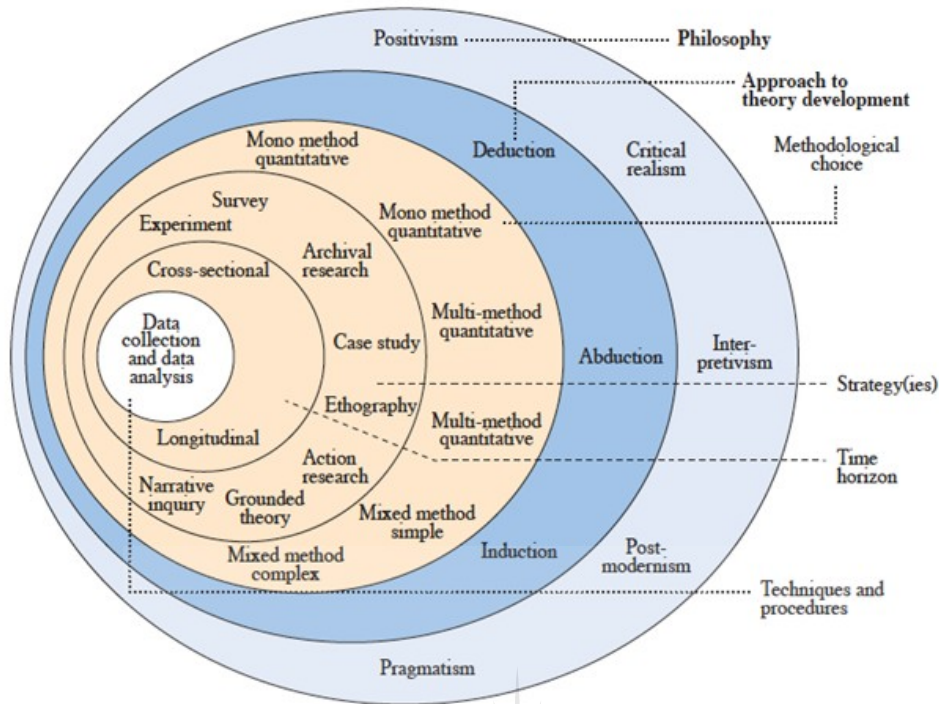 Positivism
Philosophy
Approach to
theory development
Mono method
quantitative
Deduction
Critical
realism
Methodological
choice
Survey
Experiment
Mono method
quantitative
Archival
research
Cross-sectional
Data
collection
and data
analysis
Case study
Multi-method
quantitative
Abduction
Inter-
pretivism
Strategy(ies)
Ethography
Multi-method
quantitative
Longitudinal
Action
research
Time
horizon
Narrative
inquiry
Grounded
theory
Mixed method
simple
Mixed method
complex
Induction
Post-
modernism
Techniques and
procedures
Pragmatism